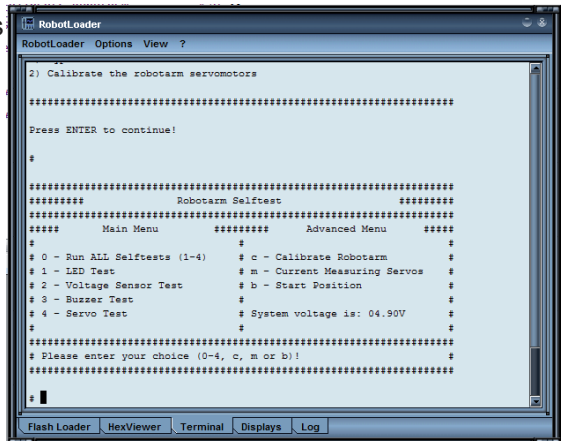 RobotLoader
RobotLoader Options View ?
2) Calibrate the robotarm servomotors
######################################################################
Press ENTER to continue!
#
######################################################################
######### Robotarm Selftest #########
######################################################################
##### Main Menu ######### Advanced Menu #####
# # #
# 0 - Run ALL Selftests (1-4) # c - Calibrate Robotarm #
# 1 - LED Test # m - Current Measuring Servos #
# 2 - Voltage Sensor Test # b - Start Position #
# 3 - Buzzer Test # #
# 4 - Servo Test # System voltage is: 04.90V #
# # #
######################################################################
# Please enter your choice (0-4, c, m or b)! #
######################################################################
#
Flash Loader HexViewer Terminal Displays Log